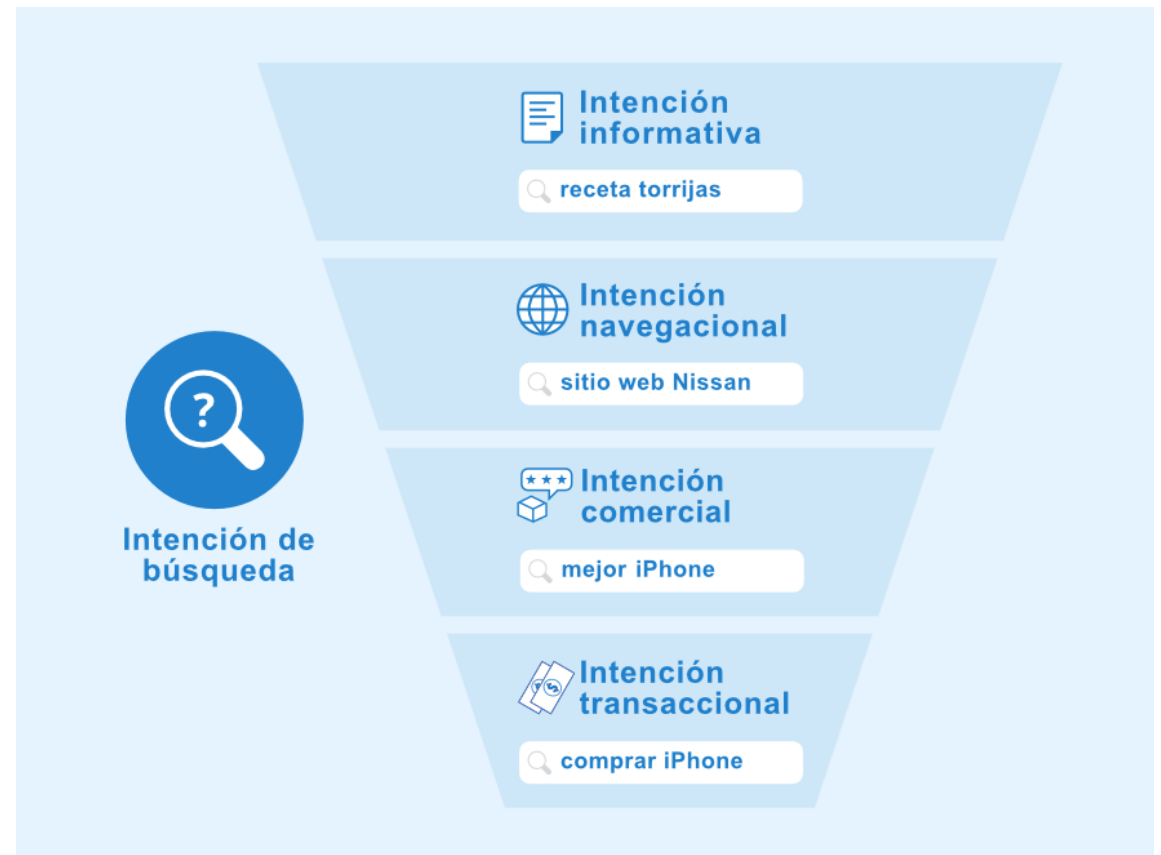 Intención
informativa
receta torrijas
Intención
navegacional
sitio web Nissan
?
Intención de
búsqueda
Intención
comercial
mejor iPhone
Intención
transaccional
$
comprar iPhone